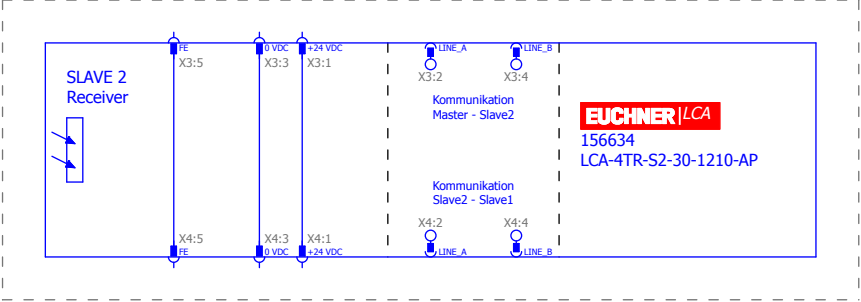 FE
0 VDC
+24 VDC
LINE_A
LINE_B
X3:5
X3:3
X3:1
X3:2
X3:4
SLAVE 2
Receiver
Kommunikation
Master - Slave2
EUCHNER|LCA
156634
LCA-4TR-S2-30-1210-AP
Kommunikation
Slave2 - Slave1
X4:5
X4:3
X4:1
X4:2
X4:4
FE
0 VDC
+24 VDC
LINE_A
LINE_B